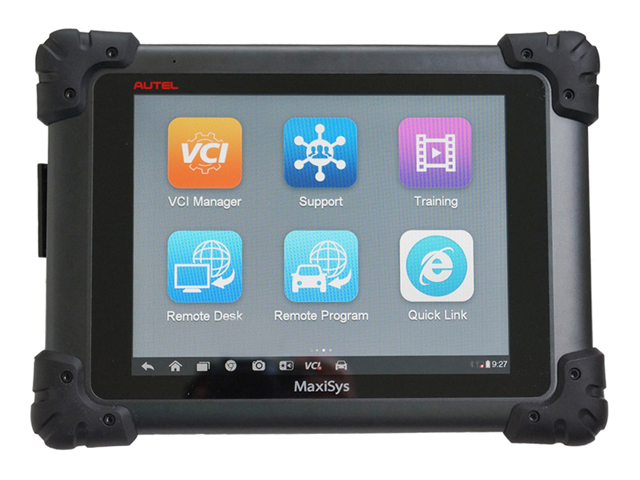 AUTEL
VCI
VCI Manager
Support
Training
Remote Desk
Remote Program
Quick Link
VCI
9:27
MaxiSys